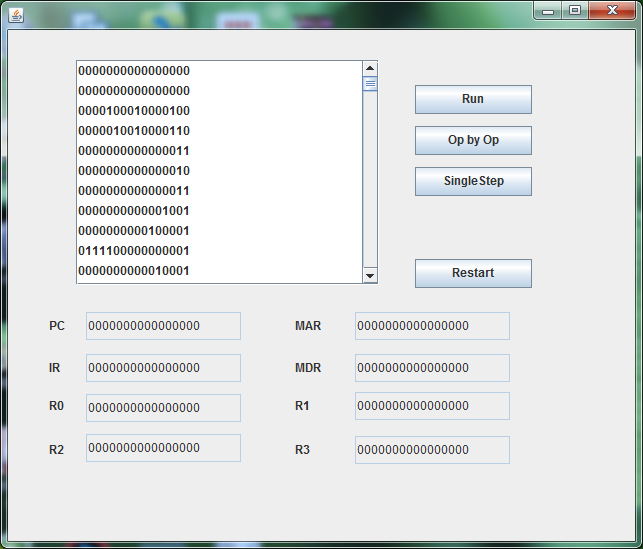 0000000000000000
0000000000000000
0000100010000100
0000010010000110
0000000000000011
0000000000000010
0000000000000011
0000000000001001
0000000000100001
0111100000000001
0000000000010001
Run
Op by Op
SingleStep
Restart
PC 0000000000000000 MAR 0000000000000000
IR 0000000000000000 MDR 0000000000000000
R0 0000000000000000 R1 0000000000000000
R2 0000000000000000 R3 0000000000000000